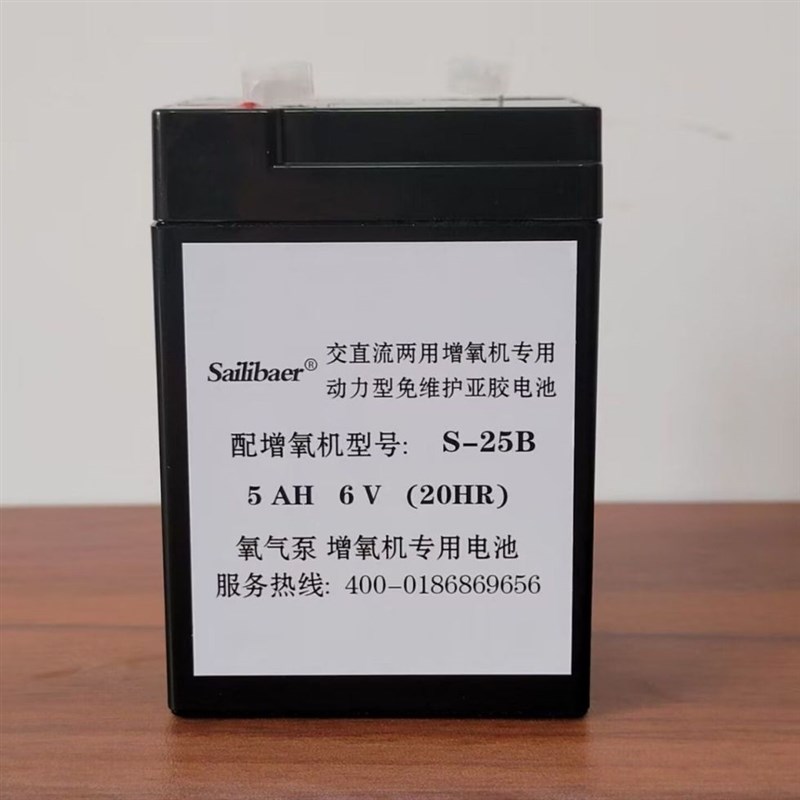 Sailibaer® 交直流两用增氧机专用
动力型免维护亚胶电池
配增氧机型号: S-25B
5 AH 6 V (20HR)
氧气泵 增氧机专用电池
服务热线: 400-0186869656